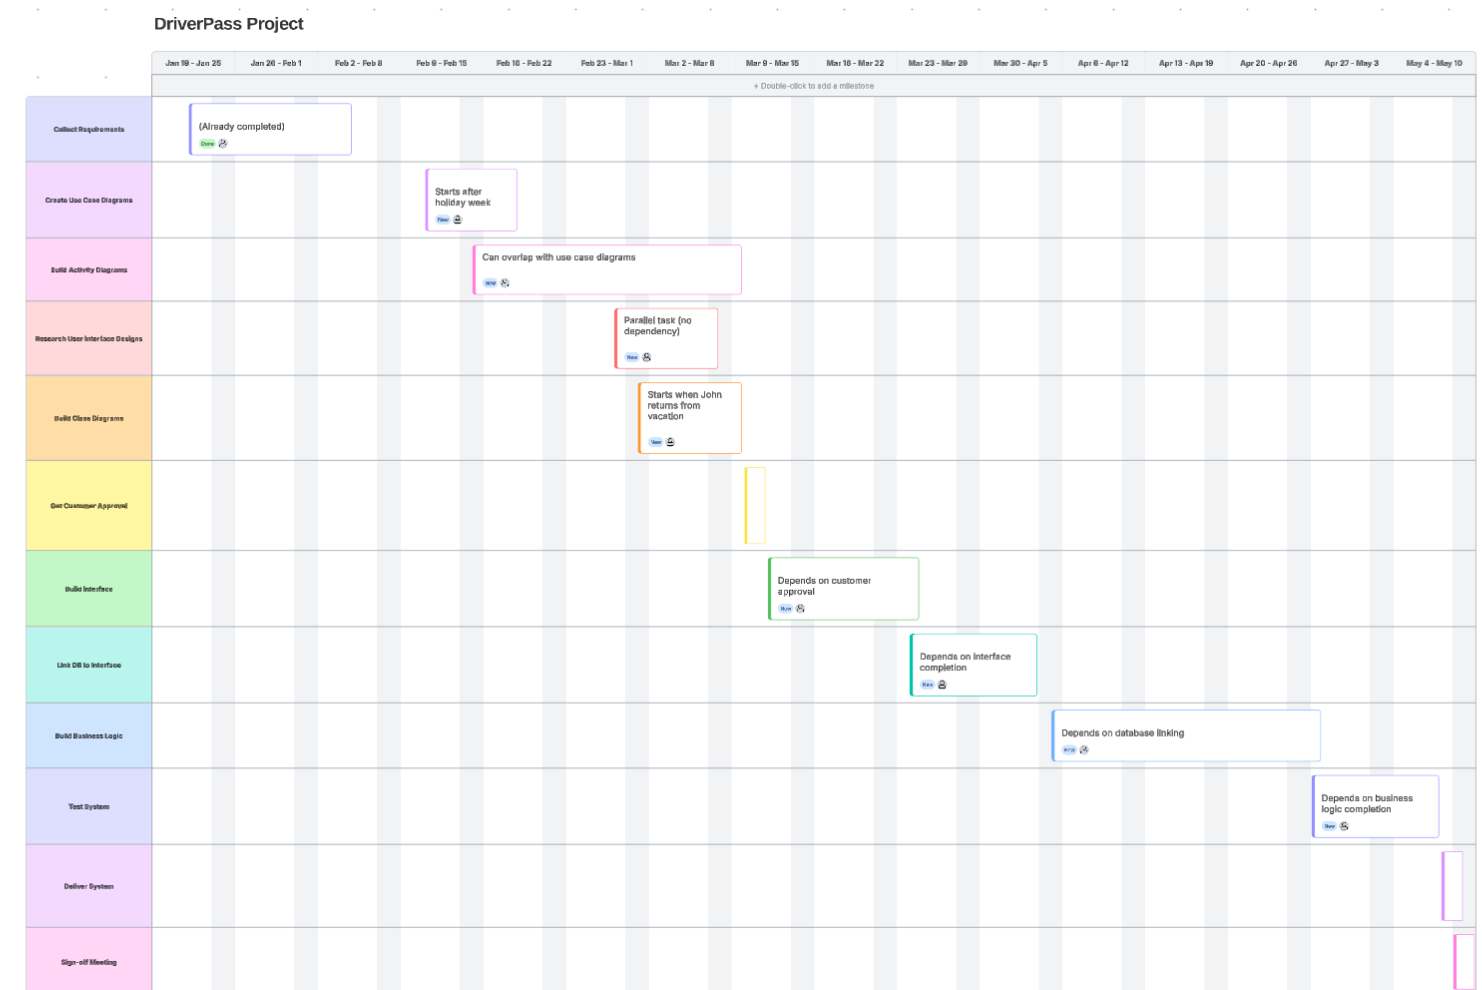 DriverPass Project
Jan 19 - Jan 25 Jan 26 - Feb 1 Feb 2 - Feb 8 Feb 9 - Feb 15 Feb 16 - Feb 22 Feb 23 - Mar 1 Mar 2 - Mar 8 Mar 9 - Mar 15 Mar 16 - Mar 22 Mar 23 - Mar 29 Mar 30 - Apr 5 Apr 6 - Apr 12 Apr 13 - Apr 19 Apr 20 - Apr 26 Apr 27 - May 3 May 4 - May 10
+ Double-click to add a milestone
Collect Requirements
(Already completed)
Done
Create Use Case Diagrams
Starts after
holiday week
New
Build Activity Diagrams
Can overlap with use case diagrams
New
Research User Interface Designs
Parallel task (no
dependency)
New
Build Class Diagrams
Starts when John
returns from
vacation
New
Get Customer Approval
Build Interface
Depends on customer
approval
New
Link DB to Interface
Depends on interface
completion
New
Build Business Logic
Depends on database linking
New
Test System
Depends on business
logic completion
New
Deliver System
Sign-off Meeting